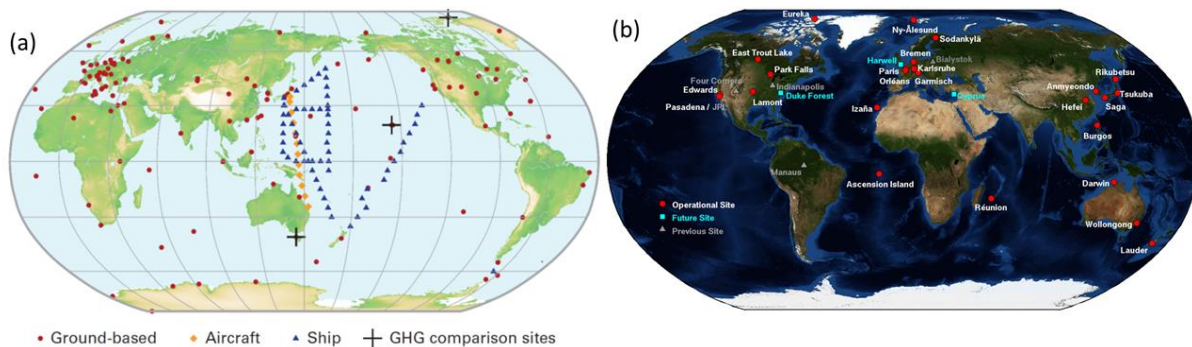 (a)
Ground-based Aircraft Ship GHG comparison sites
(b)
Eureka
Ny-Ålesund
Sodankylä
East Trout Lake
Bremen
Harwell
Bialystok
Park Falls
Paris
Karlsruhe
Rikubetsu
Four Corners
Indianapolis
Orléans
Garmisch
Anmyeondo
Edwards
Duke Forest
Cyprus
Tsukuba
Lamont
Izaña
Hefei
Saga
Pasadena / JPL
Burgos
Manaus
Ascension Island
Darwin
Réunion
Operational Site
Future Site
Previous Site
Wollongong
Lauder